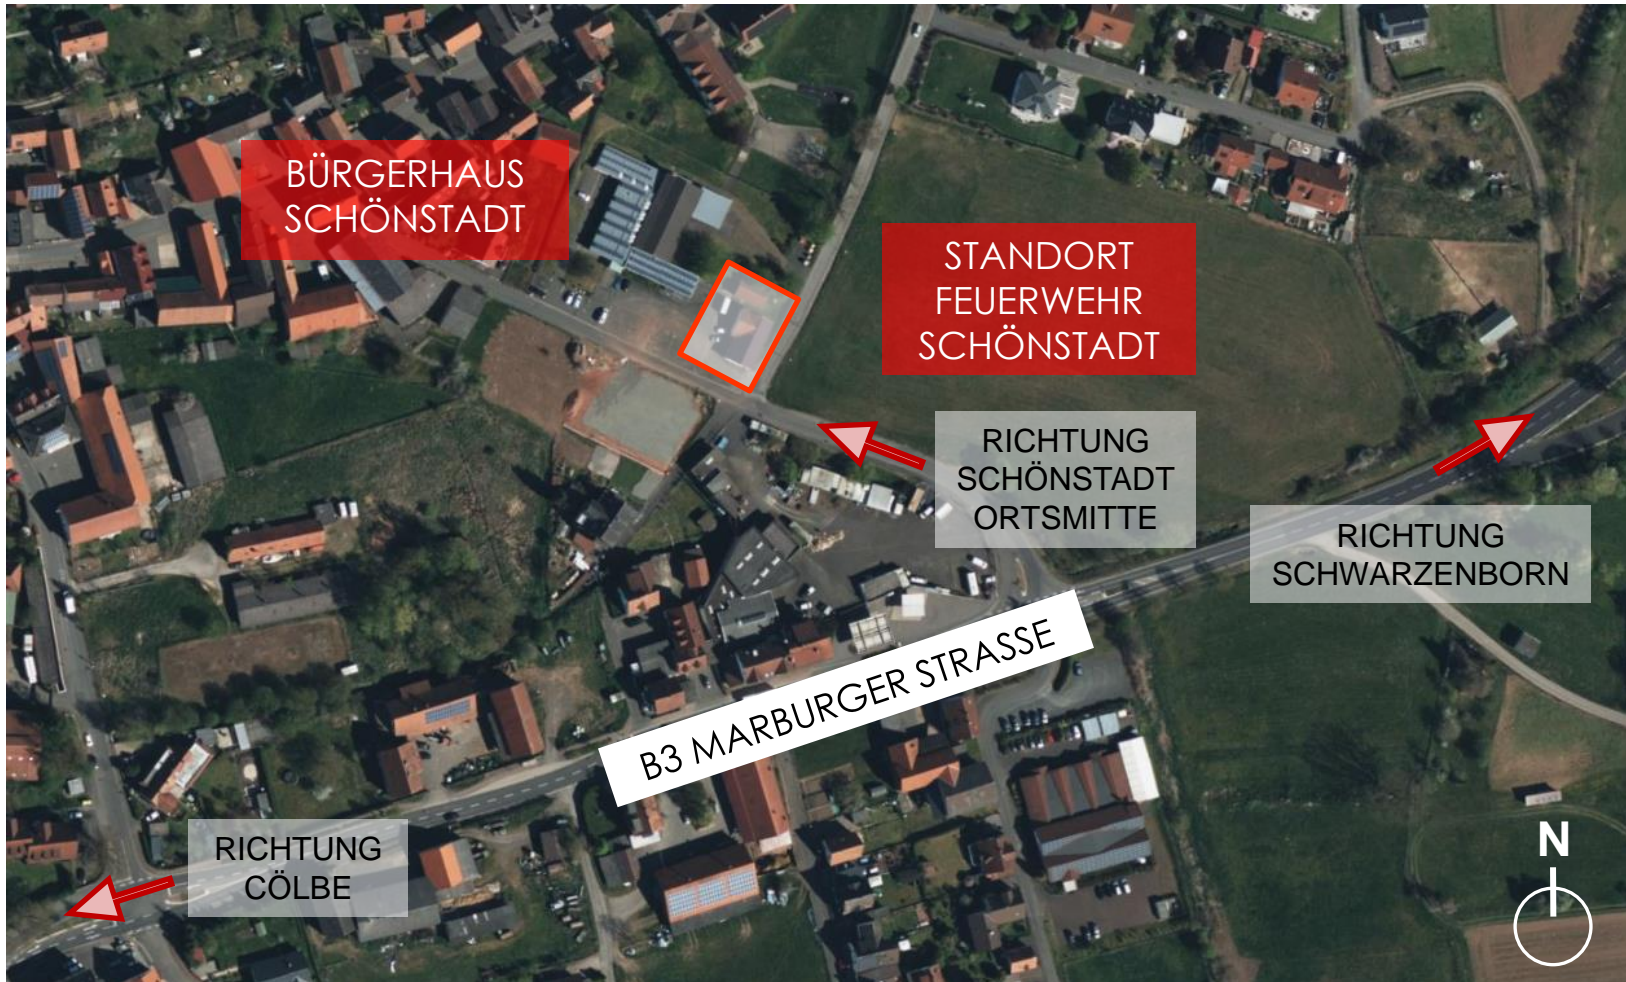 BÜRGERHAUS
SCHÖNSTADT
STANDORT
FEUERWEHR
SCHÖNSTADT
RICHTUNG
SCHÖNSTADT
ORTSMITTE
RICHTUNG
SCHWARZENBORN
B3 MARBURGER STRASSE
RICHTUNG
CÖLBE
N